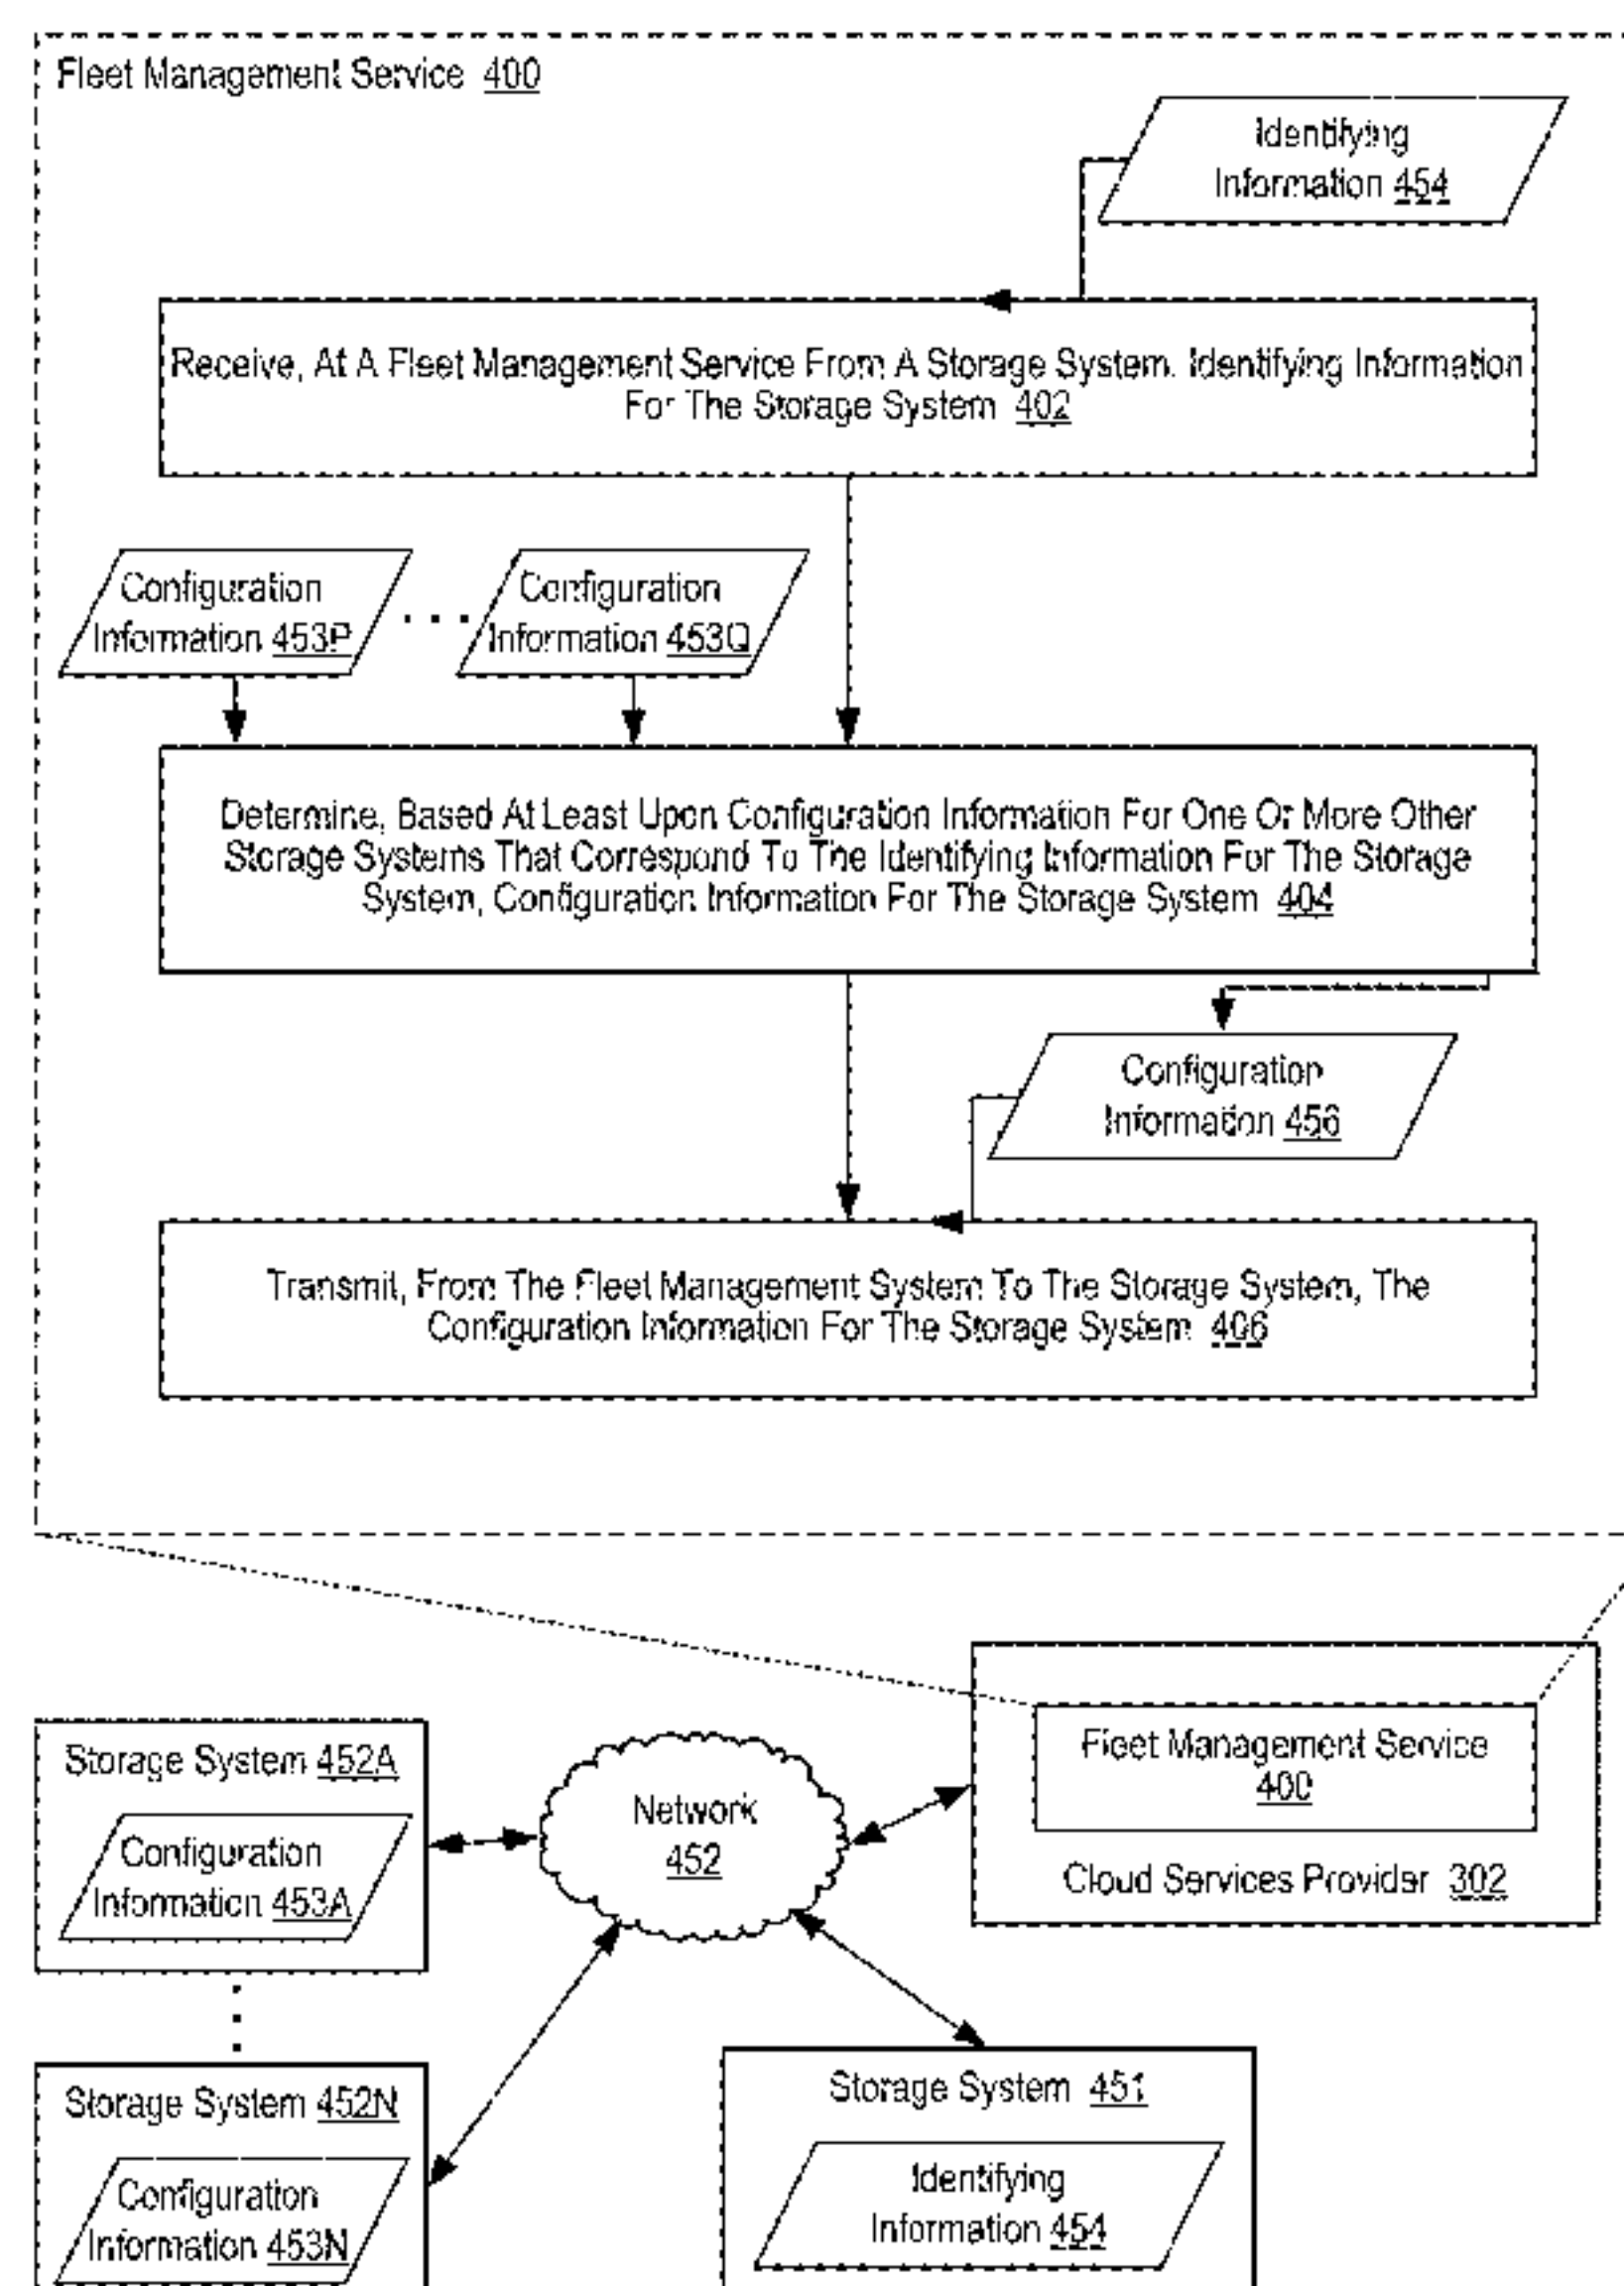 Fleet Management Service 400
Identifying
Information 454
Receive, At A Fleet Management Service From A Storage System, Identifying Information
For The Storage System 402
Configuration
Information 453P
. . .
Configuration
Information 453Q
Determine, Based At Least Upon Configuration Information For One Or More Other
Storage Systems That Correspond To The Identifying Information For The Storage
System, Configuration Information For The Storage System 404
Configuration
Information 456
Transmit, From The Fleet Management System To The Storage System, The
Configuration Information For The Storage System 406
Storage System 452A
Configuration
Information 453A
Network
452
Fleet Management Service
400
Cloud Services Provider 302
Storage System 452N
Configuration
Information 453N
Storage System 451
Identifying
Information 454